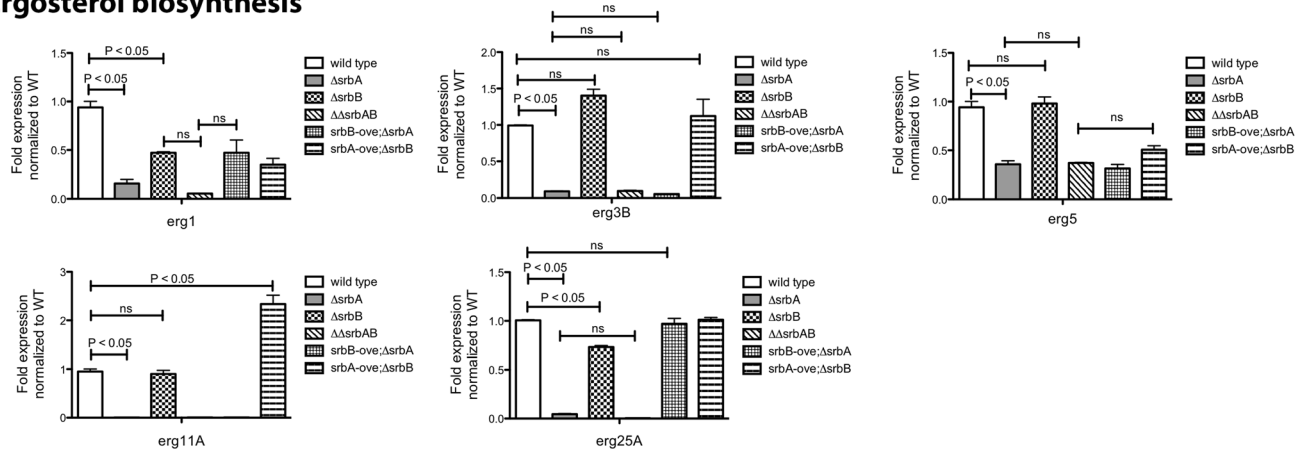 rgosterol biosynthesis
Fold expression
normalized to WT
1.5
1.0
0.5
0.0
P < 0.05
P < 0.05
ns
ns
erg1
wild type
ΔsrbA
ΔsrbB
ΔΔsrbAB
srbB-ove;ΔsrbA
srbA-ove;ΔsrbB
Fold expression
normalized to WT
2.0
1.5
1.0
0.5
0.0
ns
ns
ns
ns
P < 0.05
erg3B
wild type
ΔsrbA
ΔsrbB
ΔΔsrbAB
srbB-ove;ΔsrbA
srbA-ove;ΔsrbB
Fold expression
normalized to WT
1.5
1.0
0.5
0.0
ns
ns
P < 0.05
ns
erg5
wild type
ΔsrbA
ΔsrbB
ΔΔsrbAB
srbB-ove;ΔsrbA
srbA-ove;ΔsrbB
Fold expression
normalized to WT
3
2
1
0
P < 0.05
ns
P < 0.05
erg11A
wild type
ΔsrbA
ΔsrbB
ΔΔsrbAB
srbB-ove;ΔsrbA
srbA-ove;ΔsrbB
Fold expression
normalized to WT
1.5
1.0
0.5
0.0
ns
P < 0.05
P < 0.05
ns
erg25A
wild type
ΔsrbA
ΔsrbB
ΔΔsrbAB
srbB-ove;ΔsrbA
srbA-ove;ΔsrbB